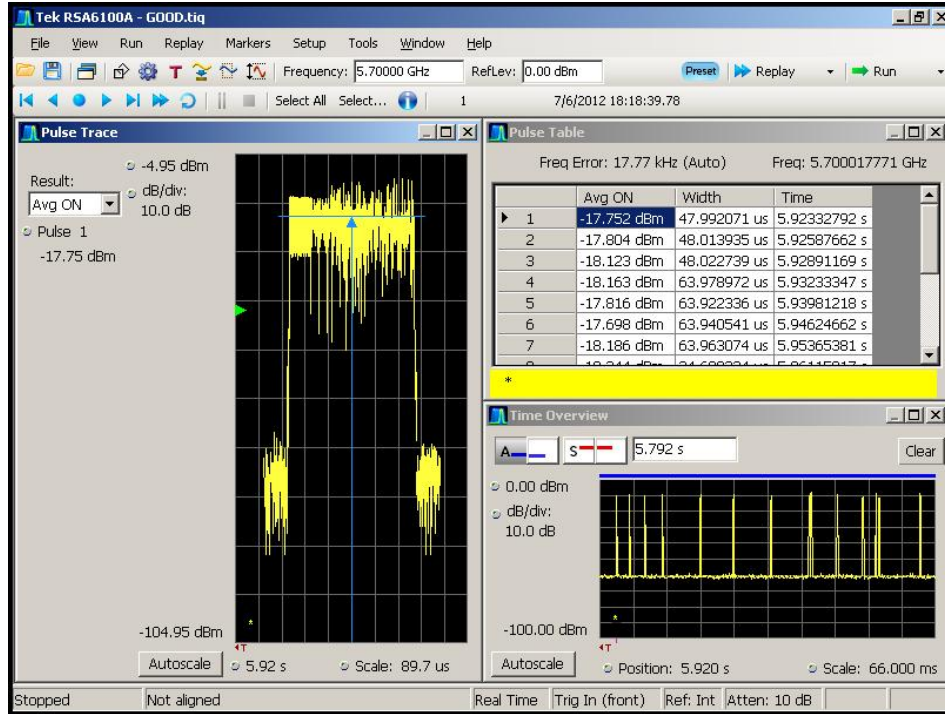 Tek RSA6100A - GOOD.tiq
File View Run Replay Markers Setup Tools Window Help
T Frequency: 5.70000 GHz RefLev: 0.00 dBm Preset Replay Run
Select All Select... 1 7/6/2012 18:18:39.78
Pulse Trace
Result:
Avg ON
Pulse 1
-17.75 dBm
-4.95 dBm
dB/div:
10.0 dB
-104.95 dBm
*
T
Autoscale 5.92 s Scale: 89.7 us
Pulse Table
Freq Error: 17.77 kHz (Auto) Freq: 5.700017771 GHz
Avg ON Width Time
1 -17.752 dBm 47.992071 us 5.92332792 s
2 -17.804 dBm 48.013935 us 5.92587662 s
3 -18.123 dBm 48.022739 us 5.92891169 s
4 -18.163 dBm 63.978972 us 5.93233347 s
5 -17.816 dBm 63.922336 us 5.93981218 s
6 -17.698 dBm 63.940541 us 5.94624662 s
7 -18.186 dBm 63.963074 us 5.95365381 s
*
Time Overview
A S 5.792 s Clear
0.00 dBm
dB/div:
10.0 dB
-100.00 dBm
*
T
Autoscale Position: 5.920 s Scale: 66.000 ms
Stopped Not aligned Real Time Trig In (front) Ref: Int Atten: 10 dB